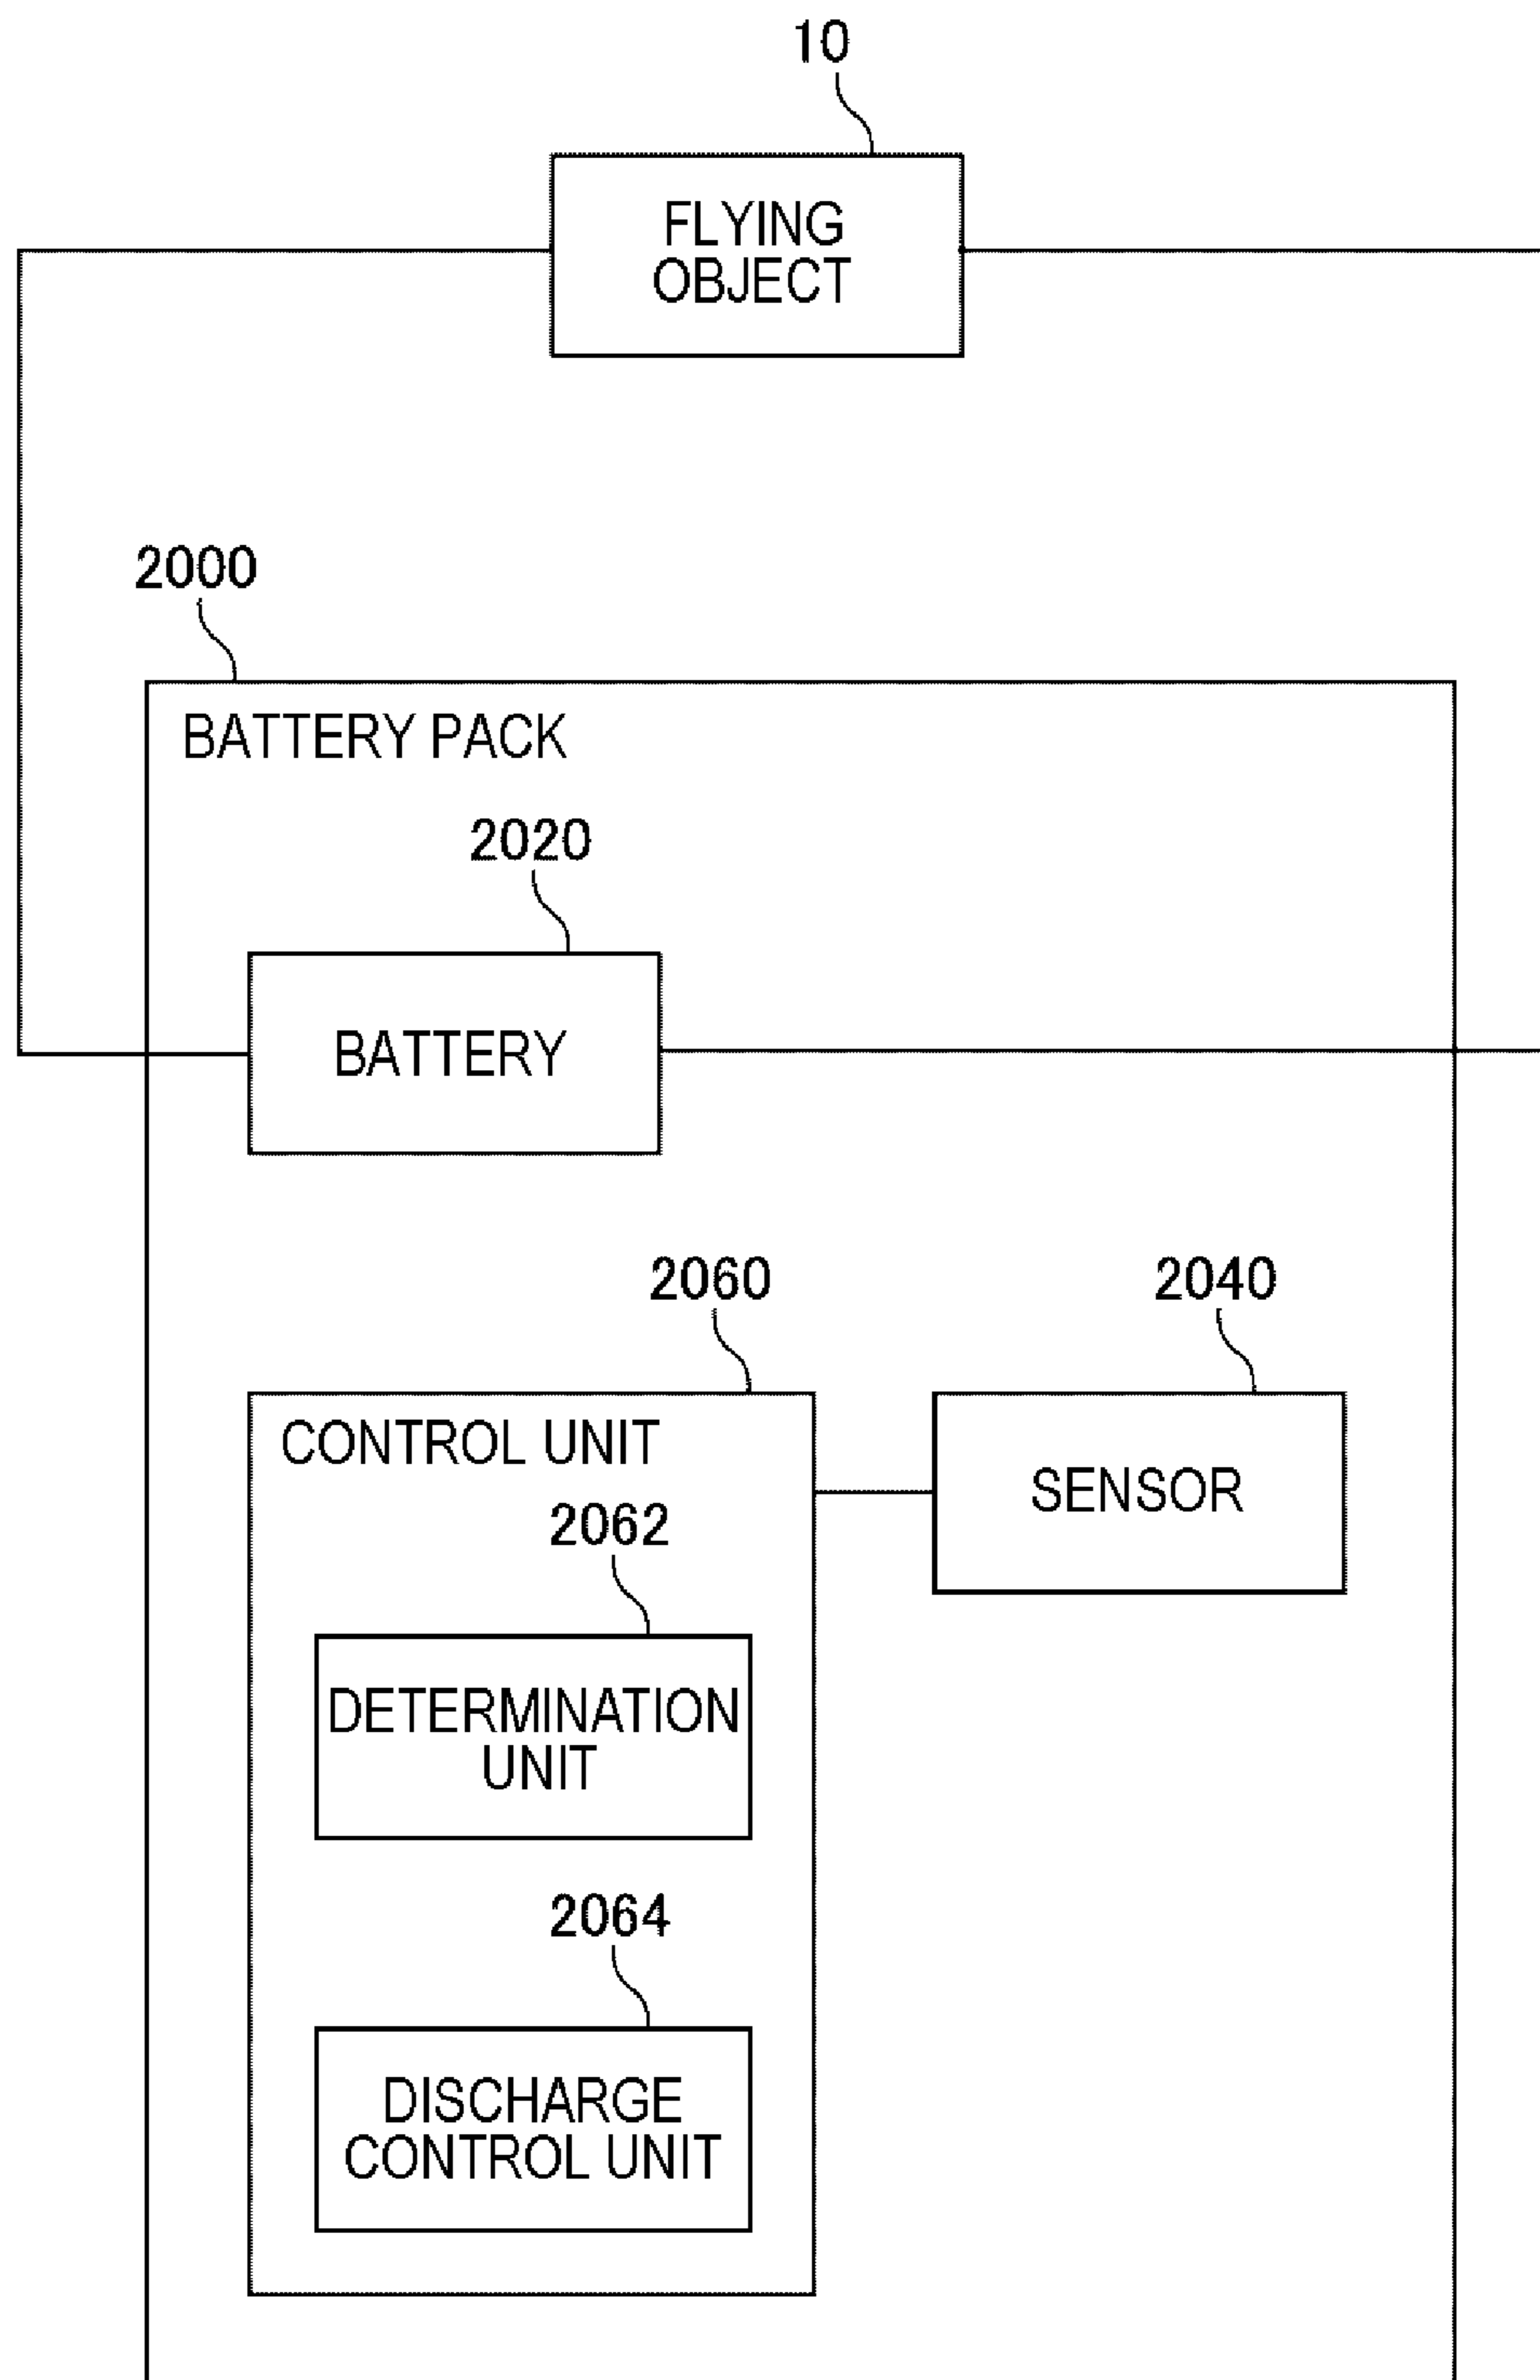 10
FLYING
OBJECT
2000
BATTERY PACK
2020
BATTERY
2060
2040
CONTROL UNIT
SENSOR
2062
DETERMINATION
UNIT
2064
DISCHARGE
CONTROL UNIT